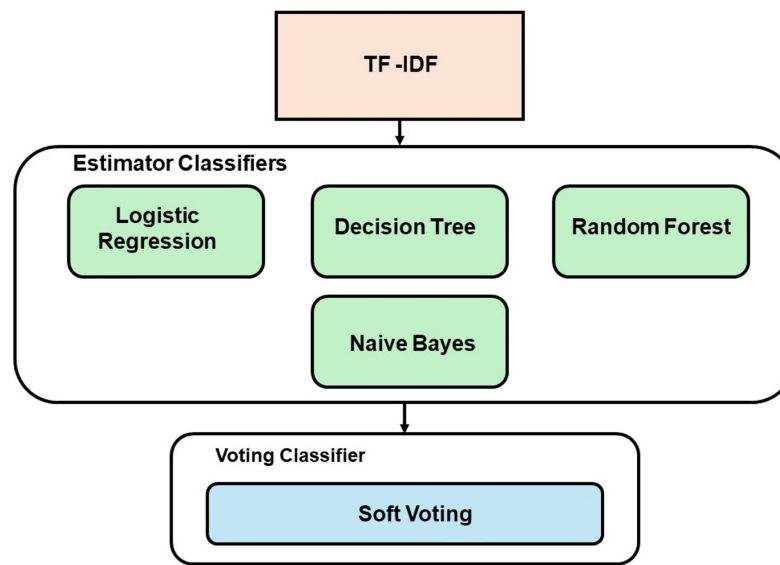 TF -IDF
Estimator Classifiers
Logistic
Regression
Decision Tree
Random Forest
Naive Bayes
Voting Classifier
Soft Voting